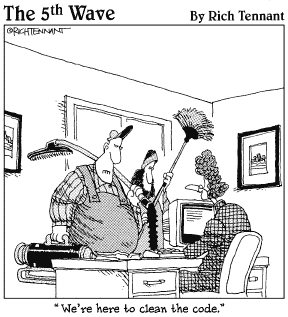 The 5th Wave
By Rich Tennant
©RICHTENNANT
"We're here to clean the code."